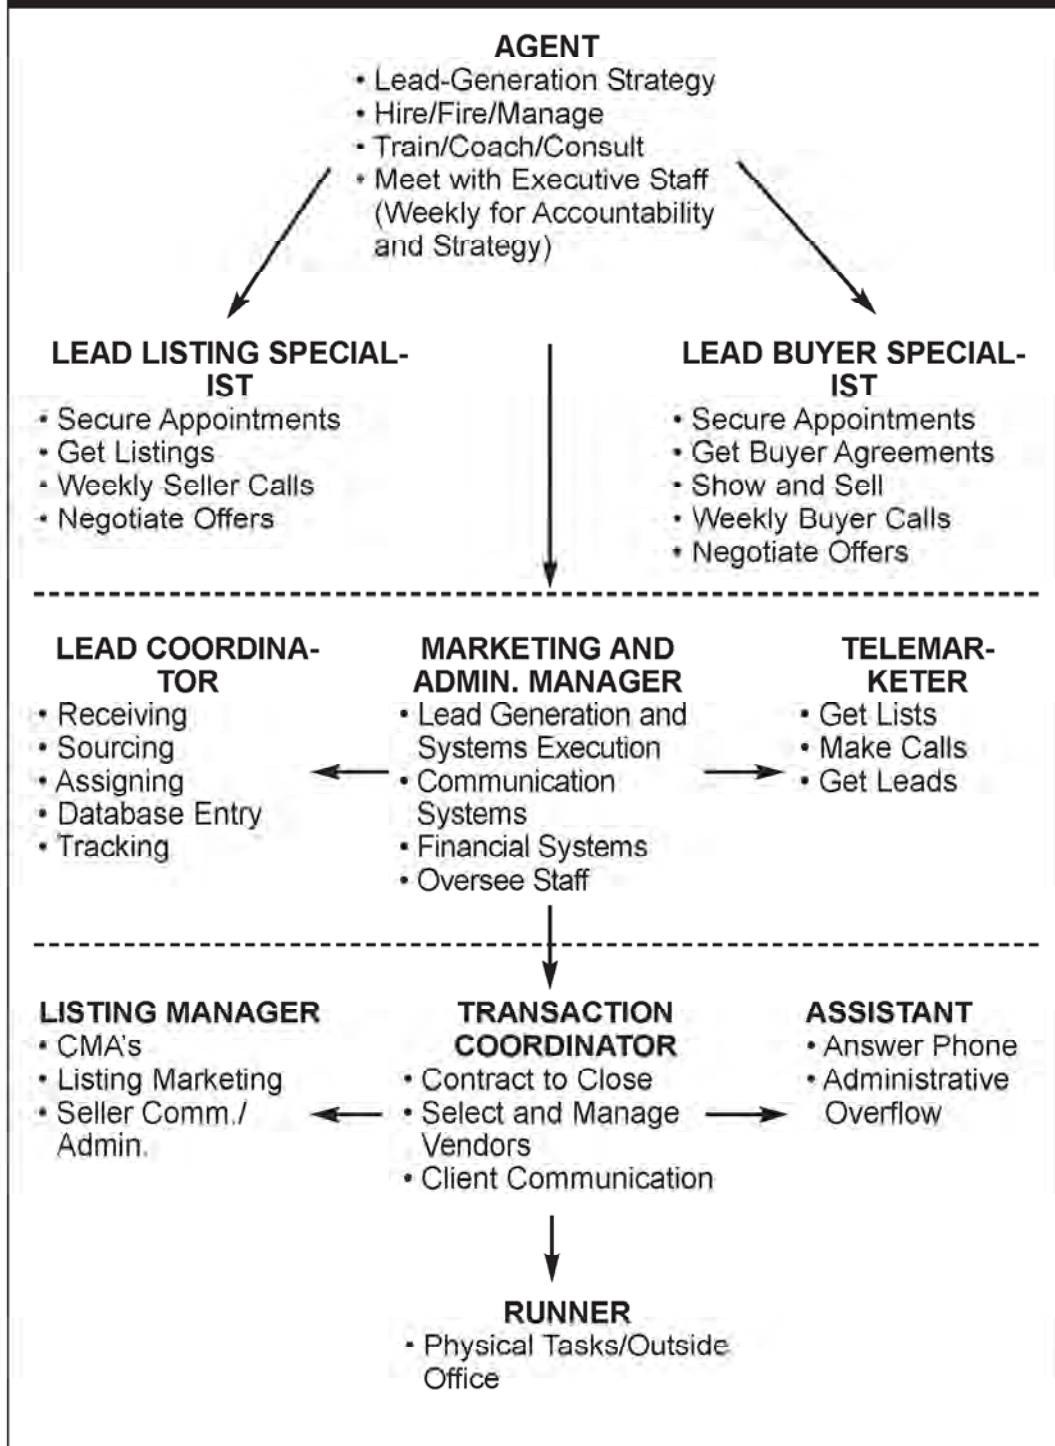 AGENT
• Lead-Generation Strategy
• Hire/Fire/Manage
• Train/Coach/Consult
• Meet with Executive Staff
(Weekly for Accountability
and Strategy)
LEAD LISTING SPECIAL-
IST
• Secure Appointments
• Get Listings
• Weekly Seller Calls
• Negotiate Offers
LEAD BUYER SPECIAL-
IST
• Secure Appointments
• Get Buyer Agreements
• Show and Sell
• Weekly Buyer Calls
• Negotiate Offers
LEAD COORDINA-
TOR
• Receiving
• Sourcing
• Assigning
• Database Entry
• Tracking
MARKETING AND
ADMIN. MANAGER
• Lead Generation and
Systems Execution
• Communication
Systems
• Financial Systems
• Oversee Staff
TELEMAR-
KETER
• Get Lists
• Make Calls
• Get Leads
LISTING MANAGER
• CMA's
• Listing Marketing
• Seller Comm./
Admin.
TRANSACTION
COORDINATOR
• Contract to Close
• Select and Manage
Vendors
• Client Communication
ASSISTANT
• Answer Phone
• Administrative
Overflow
RUNNER
• Physical Tasks/Outside
Office